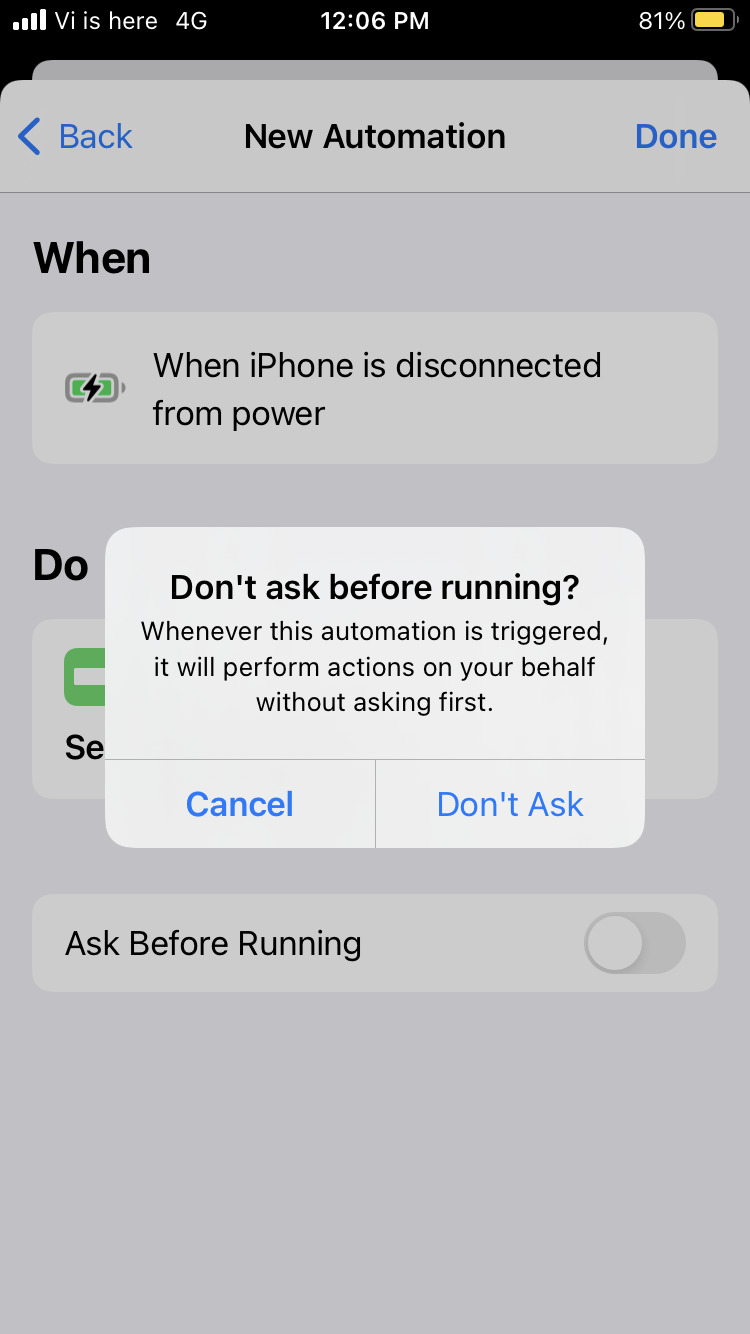 Vi is here 4G 12:06 PM 81%
Back New Automation Done
When
When iPhone is disconnected
from power
Do
Don't ask before running?
Whenever this automation is triggered,
it will perform actions on your behalf
without asking first.
Se
Cancel Don't Ask
Ask Before Running